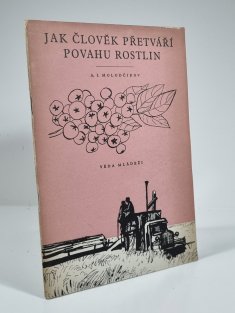 JAK ČLOVĚK PŘETVÁŘÍ
POVAHU ROSTLIN
A. I. MOLODČIKOV
VĚDA MLÁDEŽI